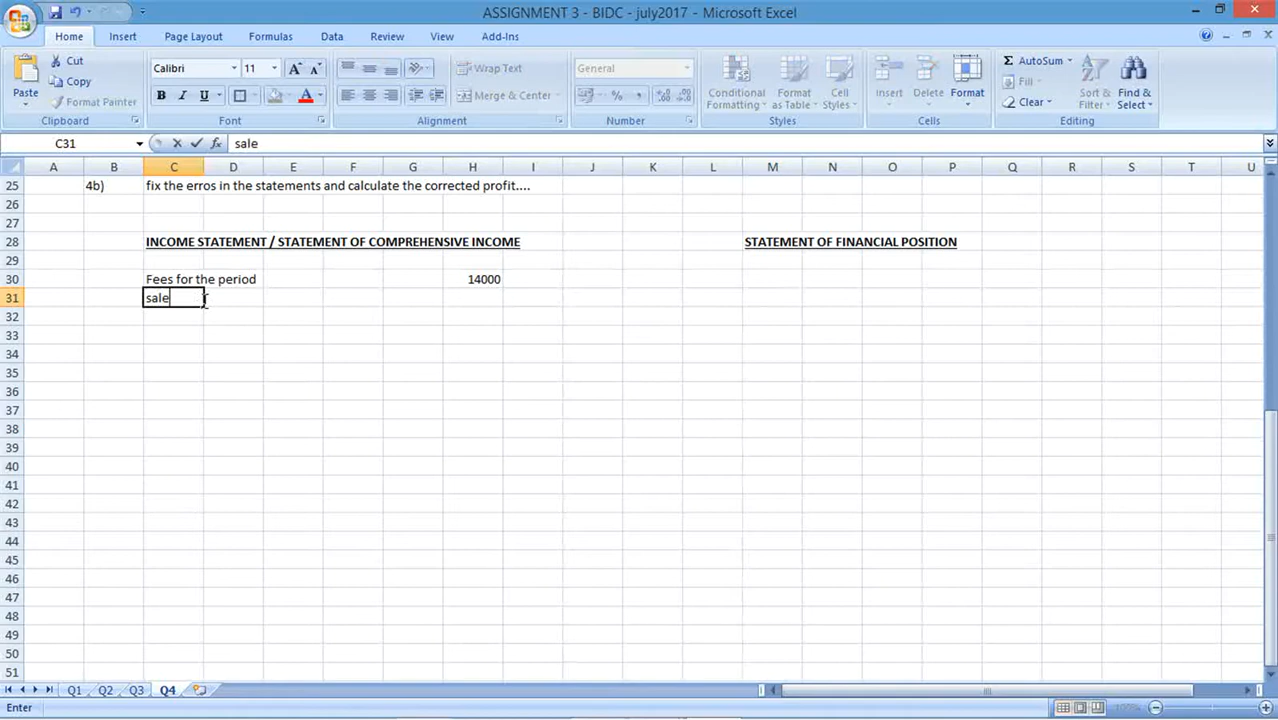 ASSIGNMENT 3 - BIDC - july2017 - Microsoft Excel
Home Insert Page Layout Formulas Data Review View Add-Ins
Paste Cut Copy Format Painter Clipboard
Calibri 11 B I U A Font
Wrap Text Merge & Center Alignment
General % , Number
Conditional Formatting Format as Table Cell Styles Styles
Insert Delete Format Cells
AutoSum Fill Clear Sort & Filter Find & Select Editing
C31 fx sale
A B C D E F G H I J K L M N O P Q R S T U
25 4b) fix the erros in the statements and calculate the corrected profit....
26
27
28 INCOME STATEMENT / STATEMENT OF COMPREHENSIVE INCOME STATEMENT OF FINANCIAL POSITION
29
30 Fees for the period 14000
31 sale
32
33
34
35
36
37
38
39
40
41
42
43
44
45
46
47
48
49
50
51
Q1 Q2 Q3 Q4
Enter 100%